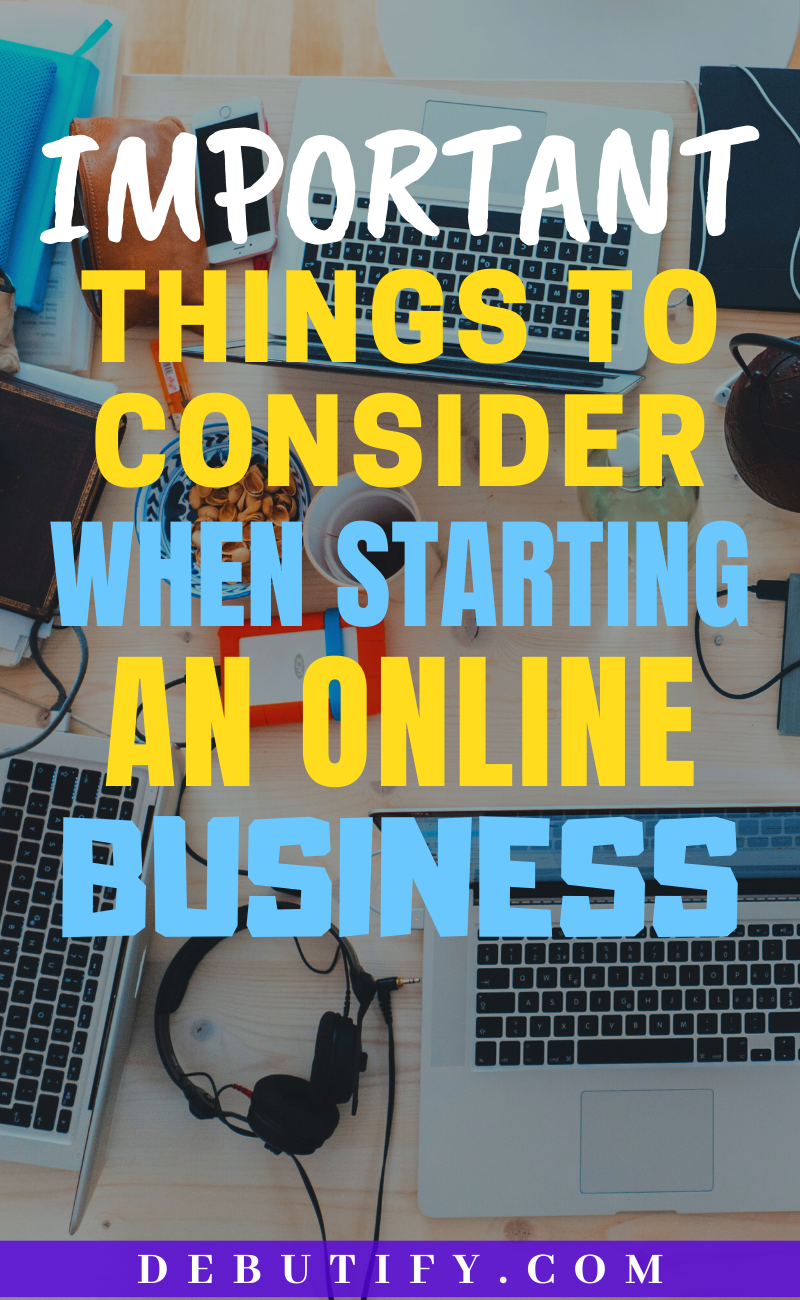 IMPORTANT
THINGS TO
CONSIDER
WHEN STARTING
AN ONLINE
BUSINESS
DEBUTIFY.COM